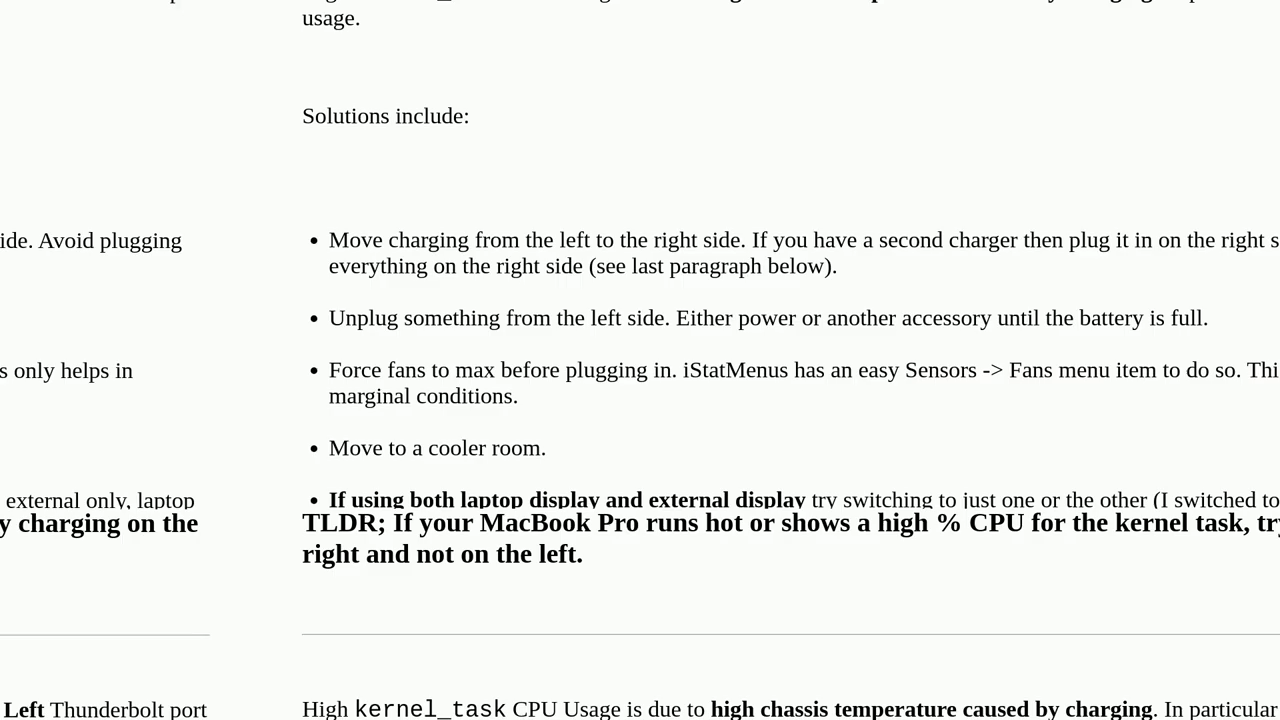 usage.
Solutions include:
ide. Avoid plugging
• Move charging from the left to the right side. If you have a second charger then plug it in on the right s
everything on the right side (see last paragraph below).
• Unplug something from the left side. Either power or another accessory until the battery is full.
s only helps in
• Force fans to max before plugging in. iStatMenus has an easy Sensors -> Fans menu item to do so. Thi
marginal conditions.
• Move to a cooler room.
external only, laptop
• If using both laptop display and external display try switching to just one or the other (I switched to
y charging on the
TLDR; If your MacBook Pro runs hot or shows a high % CPU for the kernel task, try
right and not on the left.
Left Thunderbolt port
High kernel_task CPU Usage is due to high chassis temperature caused by charging. In particular